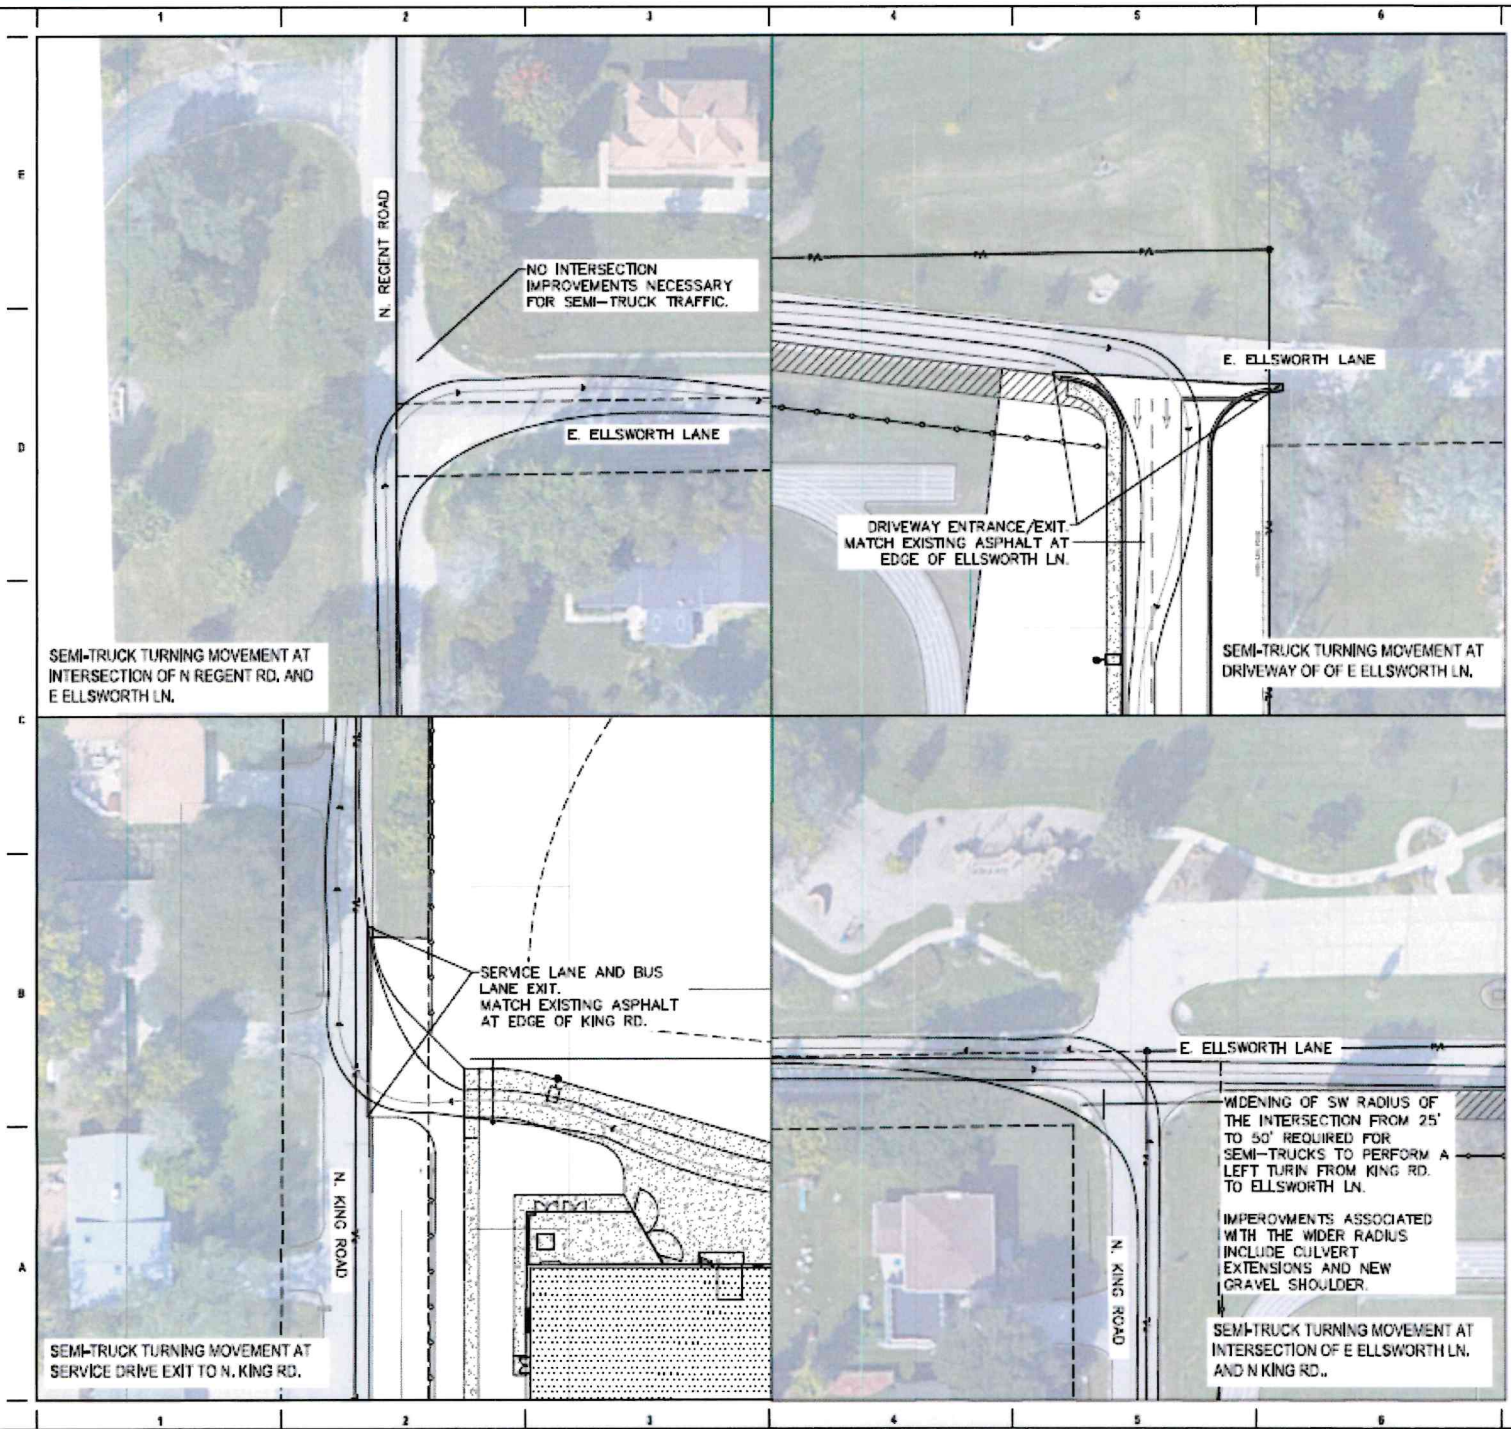 1 2 3 4 5 6
E
D
C
B
A
N. REGENT ROAD
NO INTERSECTION
IMPROVEMENTS NECESSARY
FOR SEMI-TRUCK TRAFFIC.
E. ELLSWORTH LANE
SEMI-TRUCK TURNING MOVEMENT AT
INTERSECTION OF N REGENT RD. AND
E ELLSWORTH LN.
E. ELLSWORTH LANE
DRIVEWAY ENTRANCE/EXIT.
MATCH EXISTING ASPHALT AT
EDGE OF ELLSWORTH LN.
SEMI-TRUCK TURNING MOVEMENT AT
DRIVEWAY OF OF E ELLSWORTH LN.
SERVICE LANE AND BUS
LANE EXIT.
MATCH EXISTING ASPHALT
AT EDGE OF KING RD.
N. KING ROAD
SEMI-TRUCK TURNING MOVEMENT AT
SERVICE DRIVE EXIT TO N. KING RD.
E. ELLSWORTH LANE
WIDENING OF SW RADIUS OF
THE INTERSECTION FROM 25'
TO 50' REQUIRED FOR
SEMI-TRUCKS TO PERFORM A
LEFT TURIN FROM KING RD.
TO ELLSWORTH LN.
IMPEROVMENTS ASSOCIATED
WITH THE WIDER RADIUS
INCLUDE CULVERT
EXTENSIONS AND NEW
GRAVEL SHOULDER.
N. KING ROAD
SEMI-TRUCK TURNING MOVEMENT AT
INTERSECTION OF E ELLSWORTH LN.
AND N KING RD..
1 2 3 4 5 6